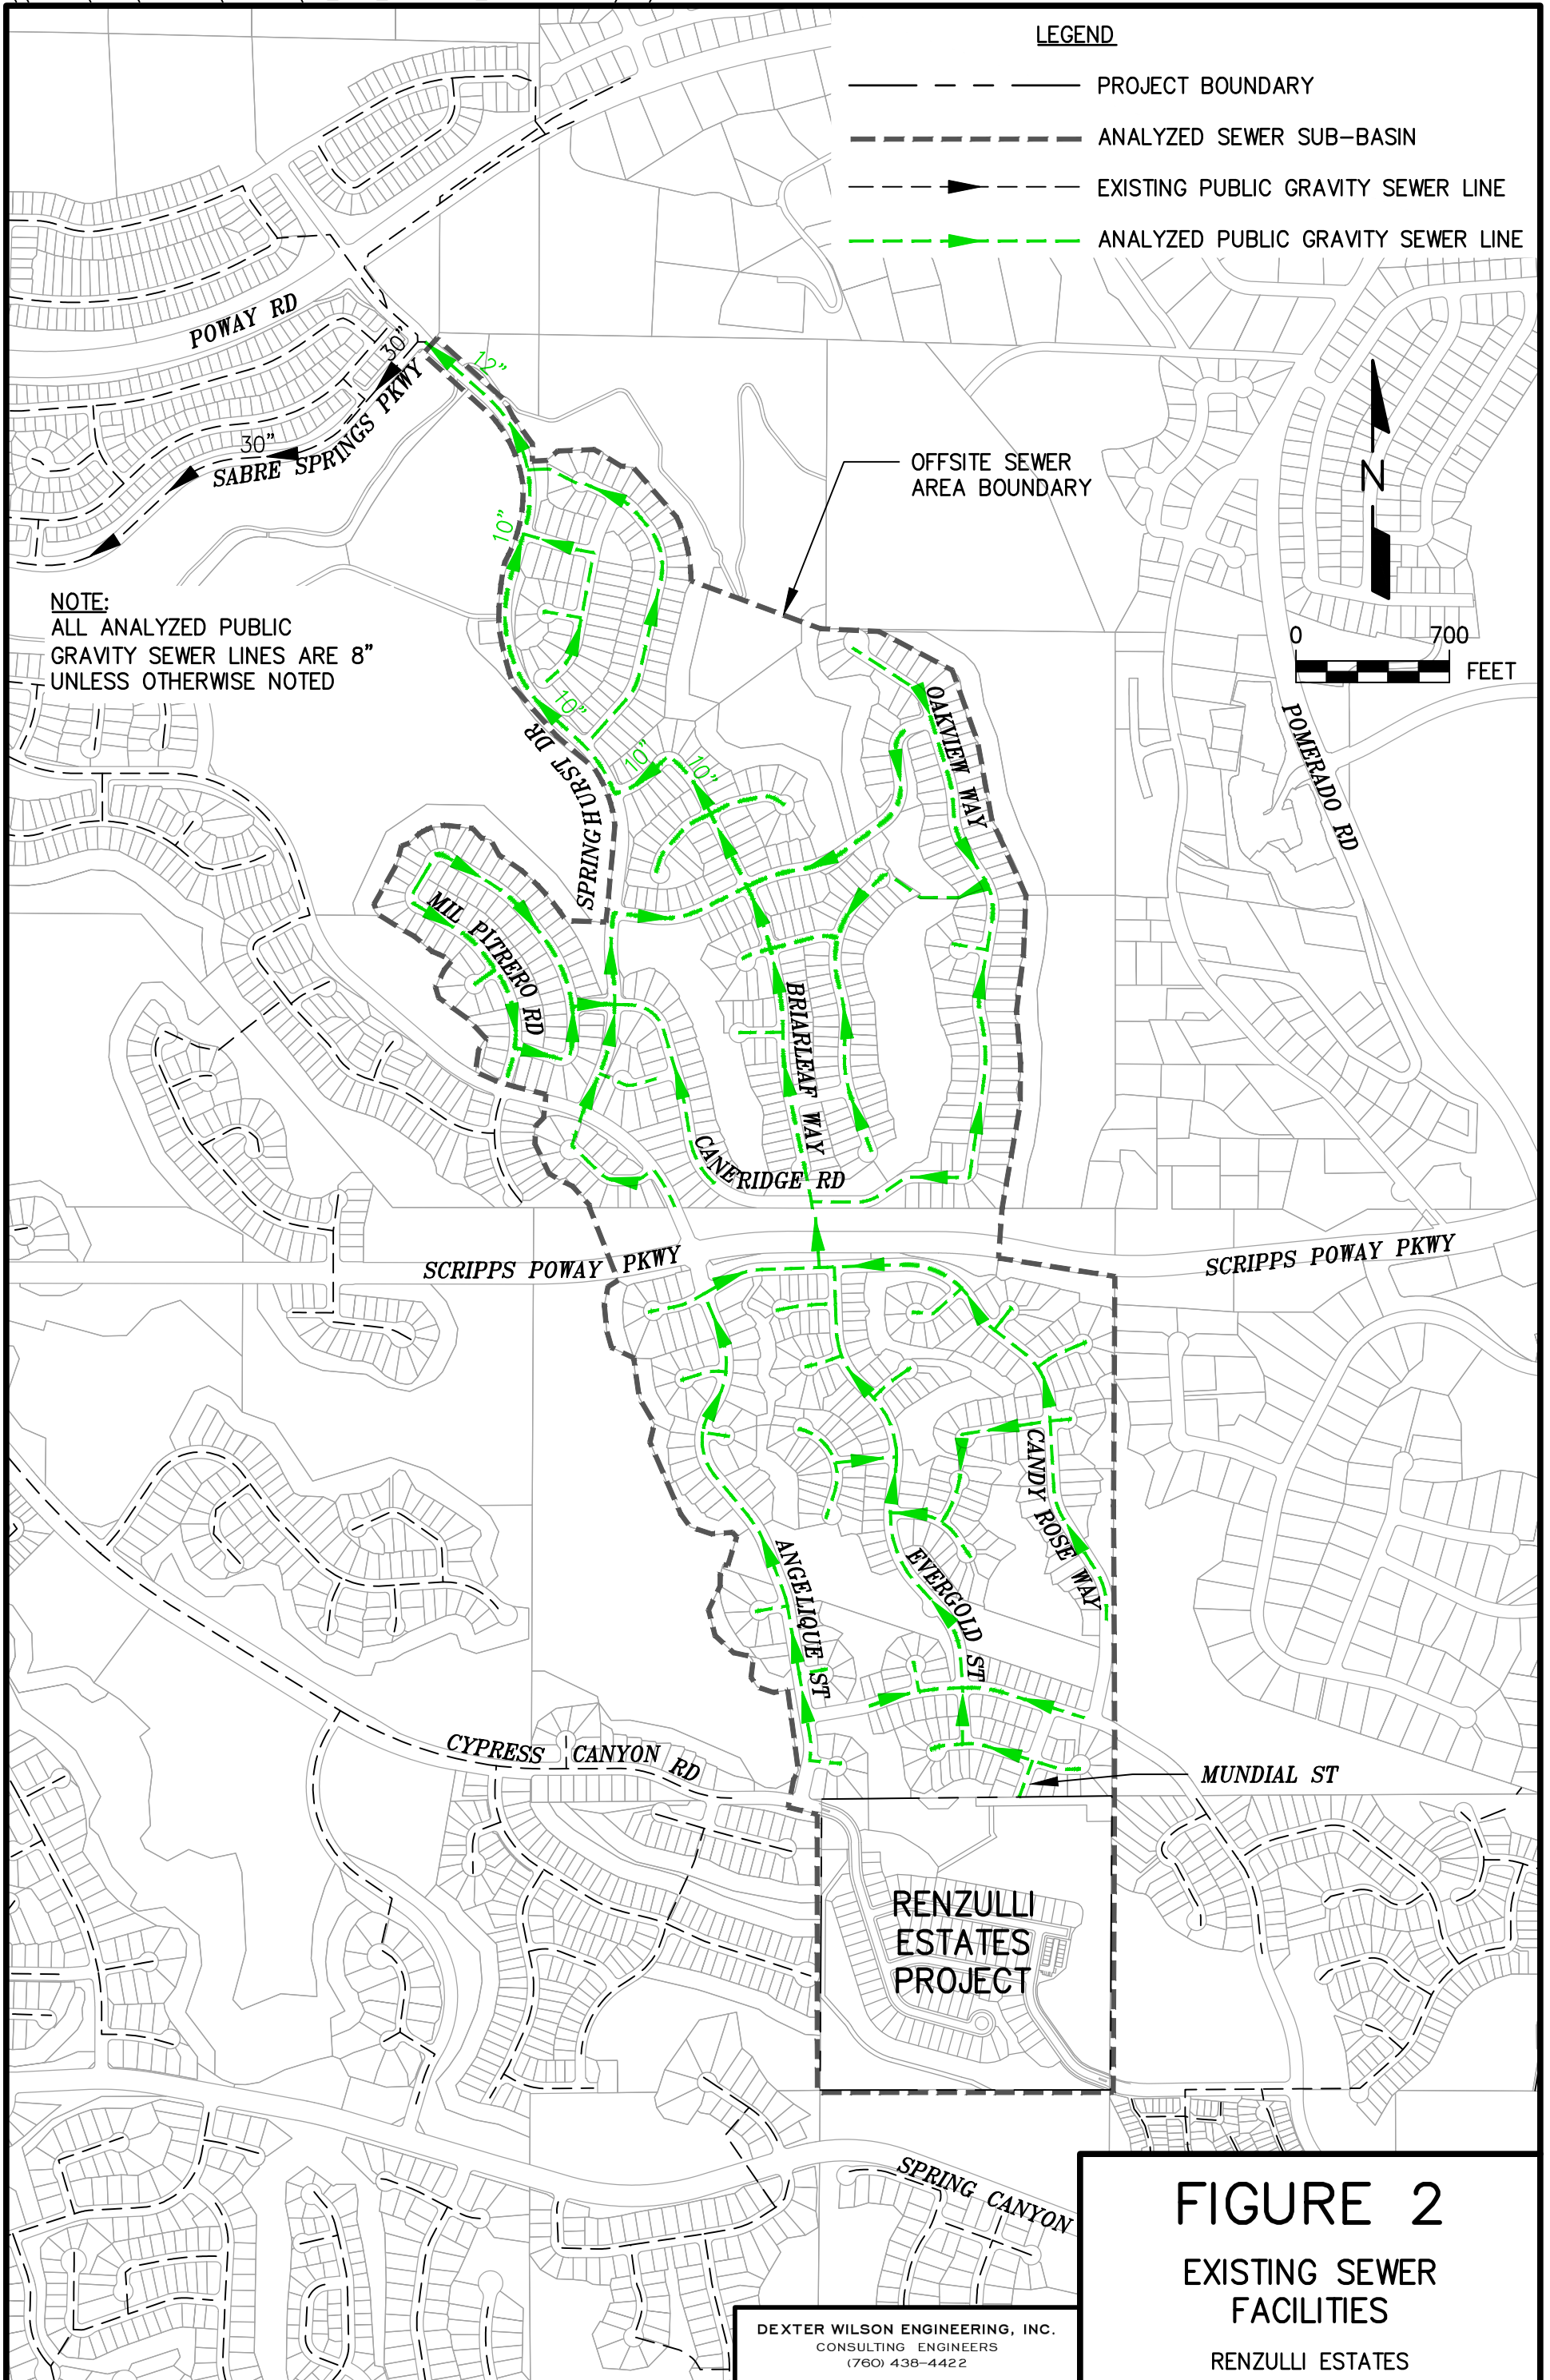 LEGEND
PROJECT BOUNDARY
ANALYZED SEWER SUB-BASIN
EXISTING PUBLIC GRAVITY SEWER LINE
ANALYZED PUBLIC GRAVITY SEWER LINE
POWAY RD
30"
12"
30"
SABRE SPRINGS PKWY
OFFSITE SEWER
AREA BOUNDARY
N
10"
NOTE:
ALL ANALYZED PUBLIC
GRAVITY SEWER LINES ARE 8"
UNLESS OTHERWISE NOTED
0 700
FEET
10"
SPRINGHURST DR
10"
10"
OAKVIEW WAY
POMERADO RD
MIL PITRERO RD
BRIARLEAF WAY
CANERIDGE RD
SCRIPPS POWAY PKWY
SCRIPPS POWAY PKWY
CANDY ROSE WAY
ANGELIQUE ST
EVERGOLD ST
CYPRESS CANYON RD
MUNDIAL ST
RENZULLI
ESTATES
PROJECT
SPRING CANYON
FIGURE 2
EXISTING SEWER
FACILITIES
RENZULLI ESTATES
DEXTER WILSON ENGINEERING, INC.
CONSULTING ENGINEERS
(760) 438-4422